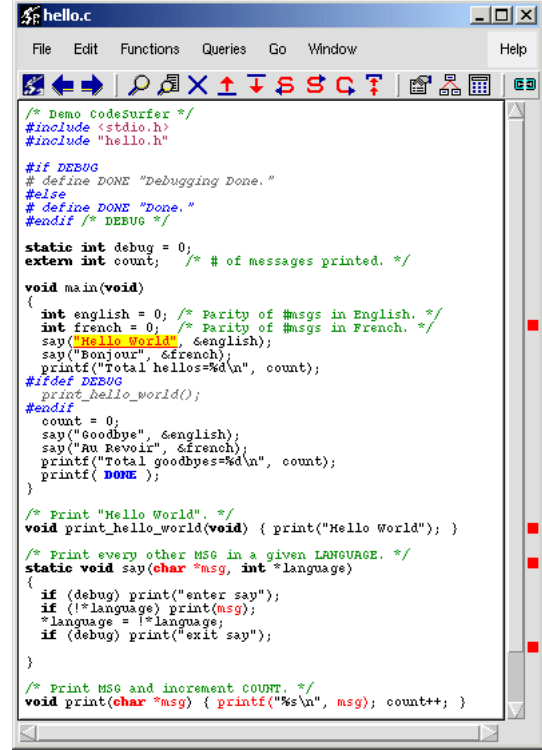 hello.c
File Edit Functions Queries Go Window Help
/* Demo CodeSurfer */
#include <stdio.h>
#include "hello.h"
#if DEBUG
# define DONE "Debugging Done."
#else
# define DONE "Done."
#endif /* DEBUG */
static int debug = 0;
extern int count; /* # of messages printed. */
void main(void)
{
int english = 0; /* Parity of #msgs in English. */
int french = 0; /* Parity of #msgs in French. */
say("Hello World", &english);
say("Bonjour", &french);
printf("Total hellos=%d\n", count);
#ifdef DEBUG
print_hello_world();
#endif
count = 0;
say("Goodbye", &english);
say("Au Revoir", &french);
printf("Total goodbyes=%d\n", count);
printf( DONE );
}
/* Print "Hello World". */
void print_hello_world(void) { print("Hello World"); }
/* Print every other MSG in a given LANGUAGE. */
static void say(char *msg, int *language)
{
if (debug) print("enter say");
if (!*language) print(msg);
*language = !*language;
if (debug) print("exit say");
}
/* Print MSG and increment COUNT. */
void print(char *msg) { printf("%s\n", msg); count++; }